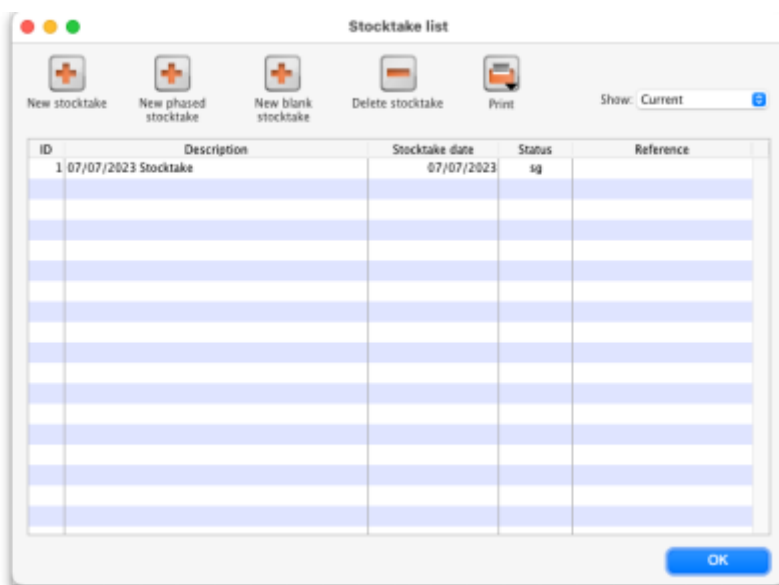 Stocktake list
New stocktake
New phased
stocktake
New blank
stocktake
Delete stocktake
Print
Show: Current
ID Description Stocktake date Status Reference
1 07/07/2023 Stocktake 07/07/2023 sg
OK